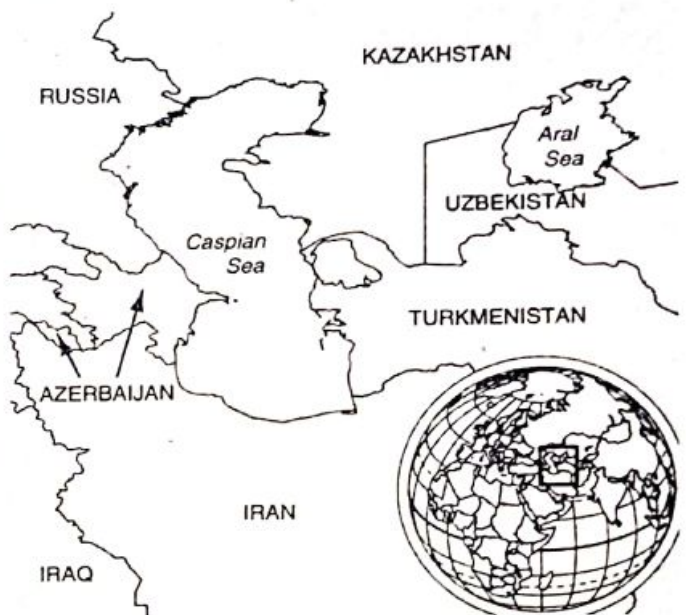 KAZAKHSTAN
RUSSIA
Aral
Sea
UZBEKISTAN
Caspian
Sea
TURKMENISTAN
AZERBAIJAN
IRAN
IRAQ